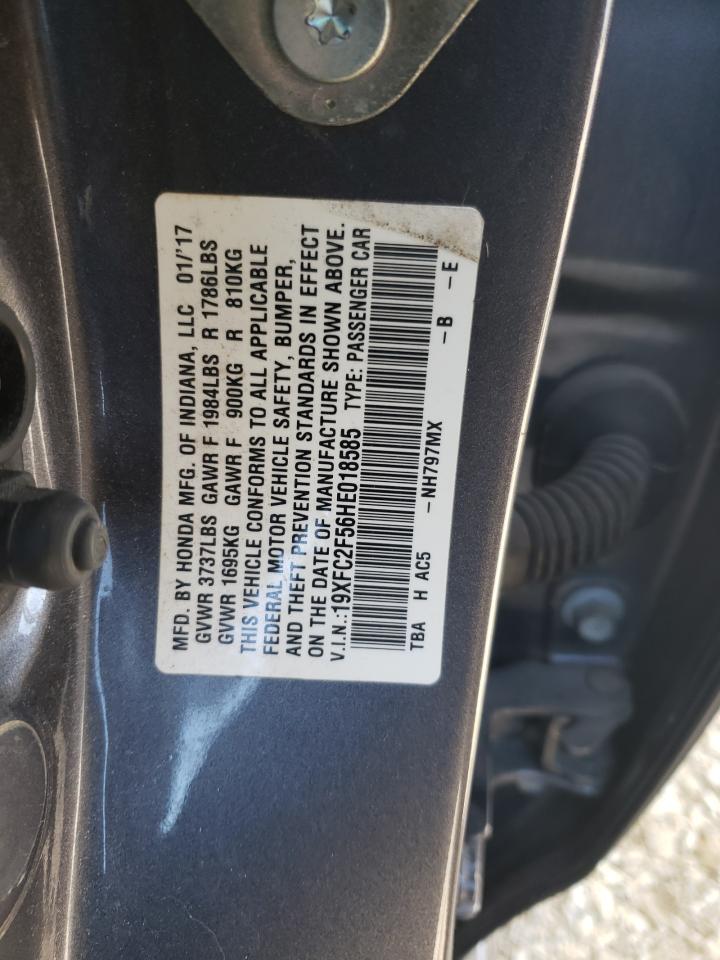 MFD. BY HONDA MFG. OF INDIANA, LLC 01/'17
GVWR 3737LBS GAWR F 1984LBS R 1786LBS
GVWR 1695KG GAWR F 900KG R 810KG
THIS VEHICLE CONFORMS TO ALL APPLICABLE
FEDERAL MOTOR VEHICLE SAFETY, BUMPER,
AND THEFT PREVENTION STANDARDS IN EFFECT
ON THE DATE OF MANUFACTURE SHOWN ABOVE.
V.I.N.:19XFC2F56HE018585 TYPE: PASSENGER CAR
TBA H AC5 -NH797MX -B -E